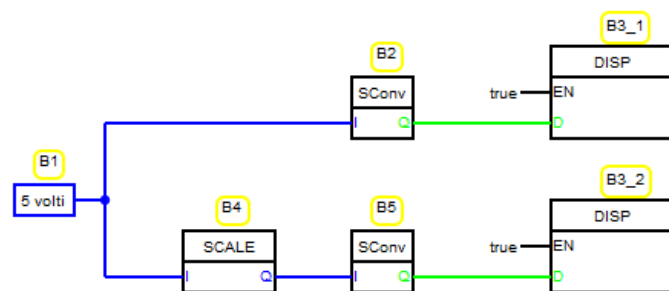 B3_1
B2
DISP
SConv
true EN
I Q D
B1
B3_2
5 volti
B4
B5
DISP
SCALE
SConv
true EN
I Q I Q D